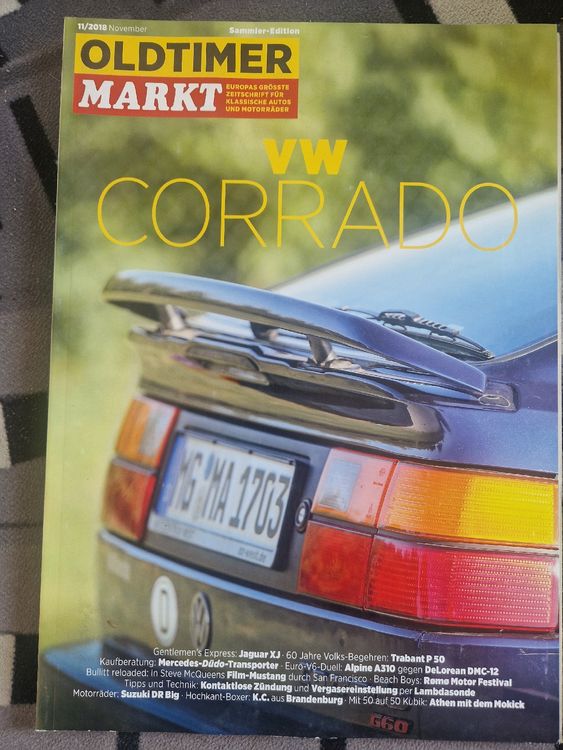 11/2018 November
Sammler-Edition
OLDTIMER
MARKT
EUROPAS GRÖSSTE
ZEITSCHRIFT FÜR
KLASSISCHE AUTOS
UND MOTORRÄDER
VW
CORRADO
MG MA 1703
D
Gentlemen's Express: Jaguar XJ · 60 Jahre Volks-Begehren: Trabant P 50
Kaufberatung: Mercedes-Düdo-Transporter · Euro-V6-Duell: Alpine A310 gegen DeLorean DMC-12
Bullitt reloaded: In Steve McQueens Film-Mustang durch San Francisco · Beach Boys: Rømø Motor Festival
Tipps und Technik: Kontaktlose Zündung und Vergasereinstellung per Lambdasonde
Motorräder: Suzuki DR Big · Hochkant-Boxer: K.C. aus Brandenburg · Mit 50 auf 50 Kubik: Athen mit dem Mokick
G60